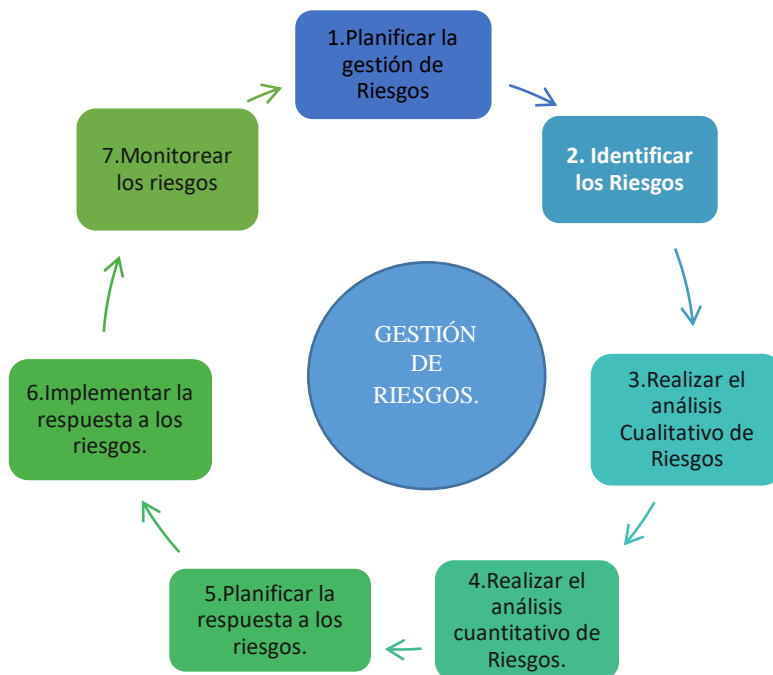 1.Planificar la
gestión de
Riesgos
2. Identificar
los Riesgos
3.Realizar el
análisis
Cualitativo de
Riesgos
4.Realizar el
análisis
cuantitativo de
Riesgos.
5.Planificar la
respuesta a los
riesgos.
6.Implementar la
respuesta a los
riesgos.
7.Monitorear
los riesgos
GESTIÓN
DE
RIESGOS.